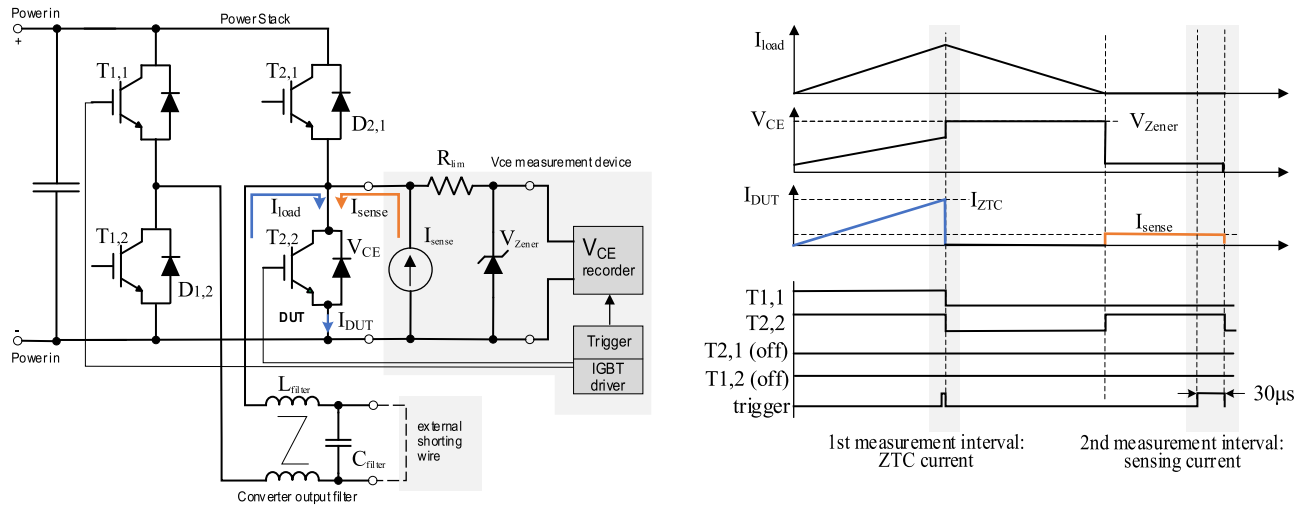 Power in
+
Power Stack
T1,1
T2,1
D2,1
Rlim
Vce measurement device
Iload
Isense
T1,2
D1,2
T2,2
VCE
Isense
VZener
VCE
recorder
DUT
IDUT
-
Power in
Trigger
IGBT
driver
Lfilter
Cfilter
external
shorting
wire
Converter output filter
Iload
VCE
VZener
IDUT
IZTC
Isense
T1,1
T2,2
T2,1 (off)
T1,2 (off)
trigger
30μs
1st measurement interval:
ZTC current
2nd measurement interval:
sensing current